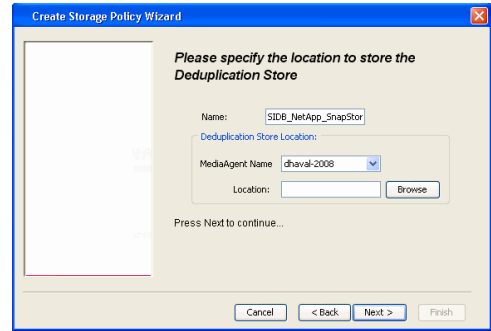 Create Storage Policy Wizard
Please specify the location to store the
Deduplication Store
Name: SIDB_NetApp_SnapStor
Deduplication Store Location:
MediaAgent Name dhaval-2008
Location: Browse
Press Next to continue...
Cancel < Back Next > Finish